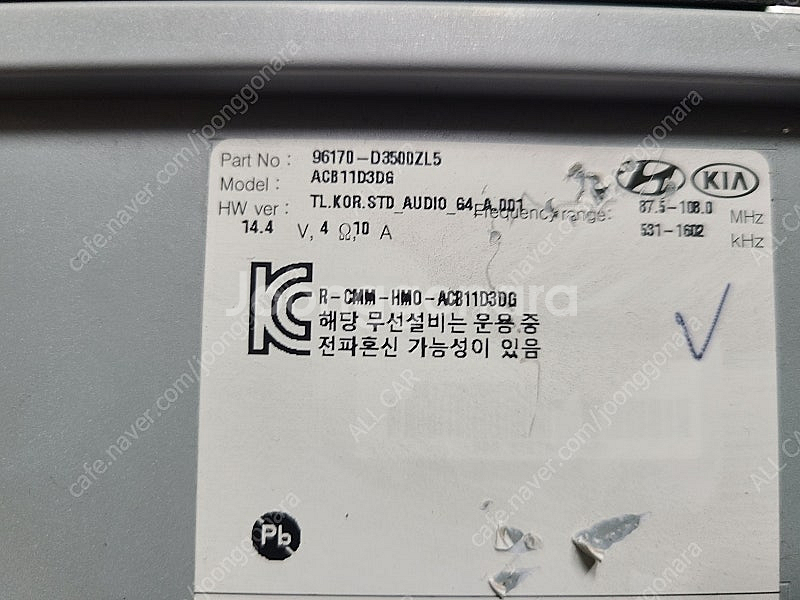 Part No : 96170-D3500ZL5
Model : ACB11D3DG
HW ver : TL.KOR.STD_AUDIO_64_A_001
Frequency range: 87.5-108.0 MHz
14.4 V, 4 Ω,10 A
531-1602 kHz
KIA
R-CMM-HMO-ACB11D3DG
해당 무선설비는 운용 중
전파혼신 가능성이 있음
Pb
joonggonara
cafe.naver.com/joonggonara
ALL CAR